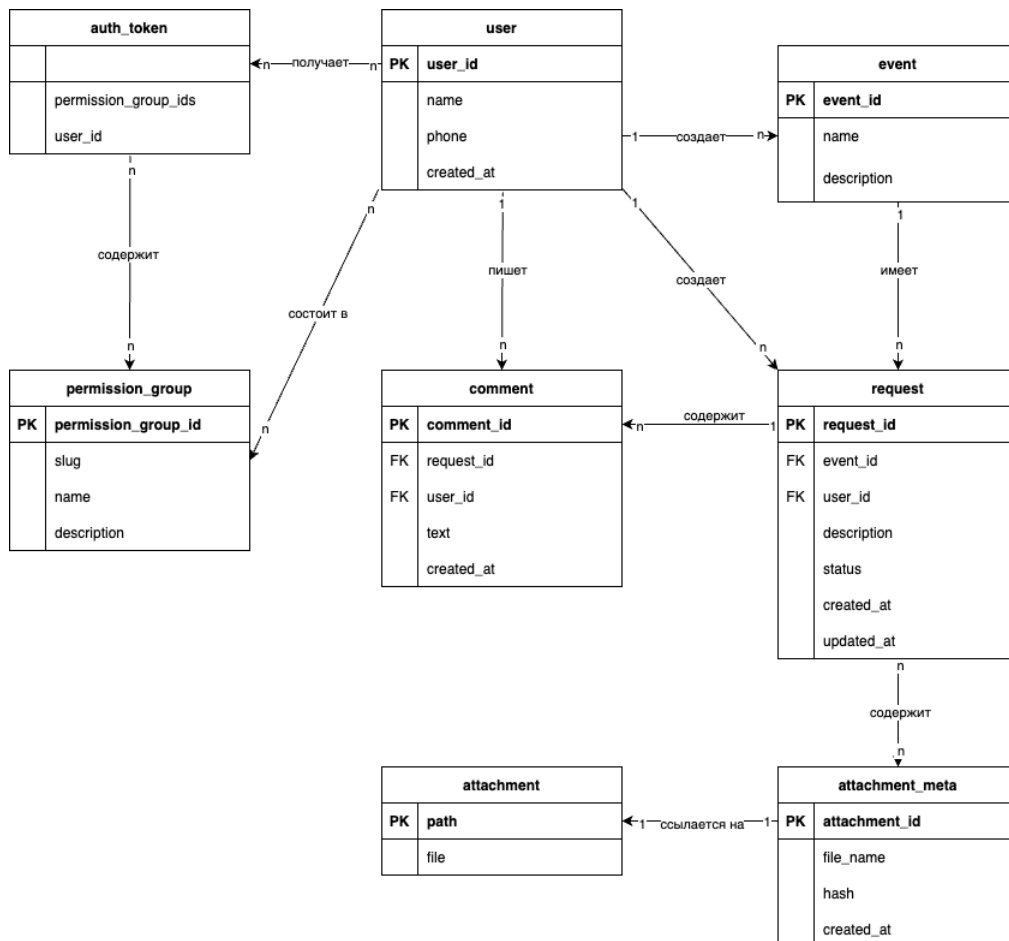 auth_token
permission_group_ids
user_id
n получает n
user
PK user_id
name
phone
created_at
1 создает n
event
PK event_id
name
description
n
содержит
n
n
состоит в
n
1
пишет
n
1
создает
n
1
имеет
n
permission_group
PK permission_group_id
slug
name
description
comment
PK comment_id
FK request_id
FK user_id
text
created_at
n содержит 1
request
PK request_id
FK event_id
FK user_id
description
status
created_at
updated_at
n
содержит
n
attachment
PK path
file
1 ссылается на 1
attachment_meta
PK attachment_id
file_name
hash
created_at